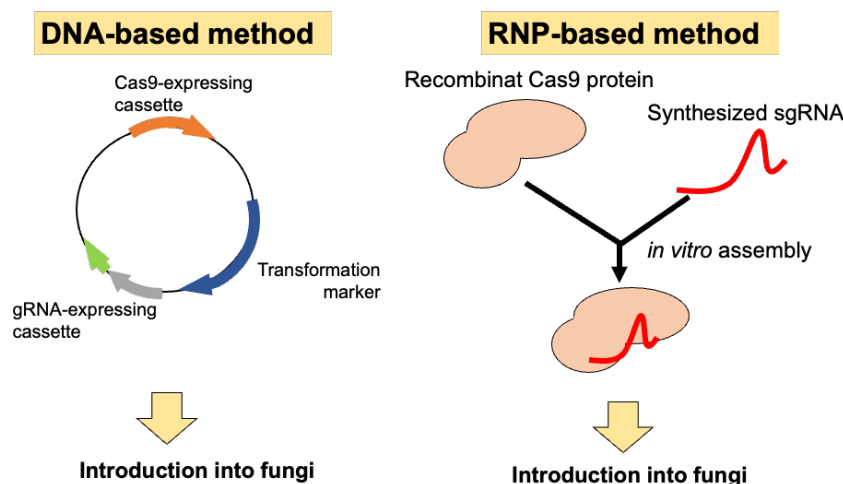 DNA-based method
Cas9-expressing
cassette
Transformation
marker
gRNA-expressing
cassette
Introduction into fungi
RNP-based method
Recombinat Cas9 protein
Synthesized sgRNA
in vitro assembly
Introduction into fungi